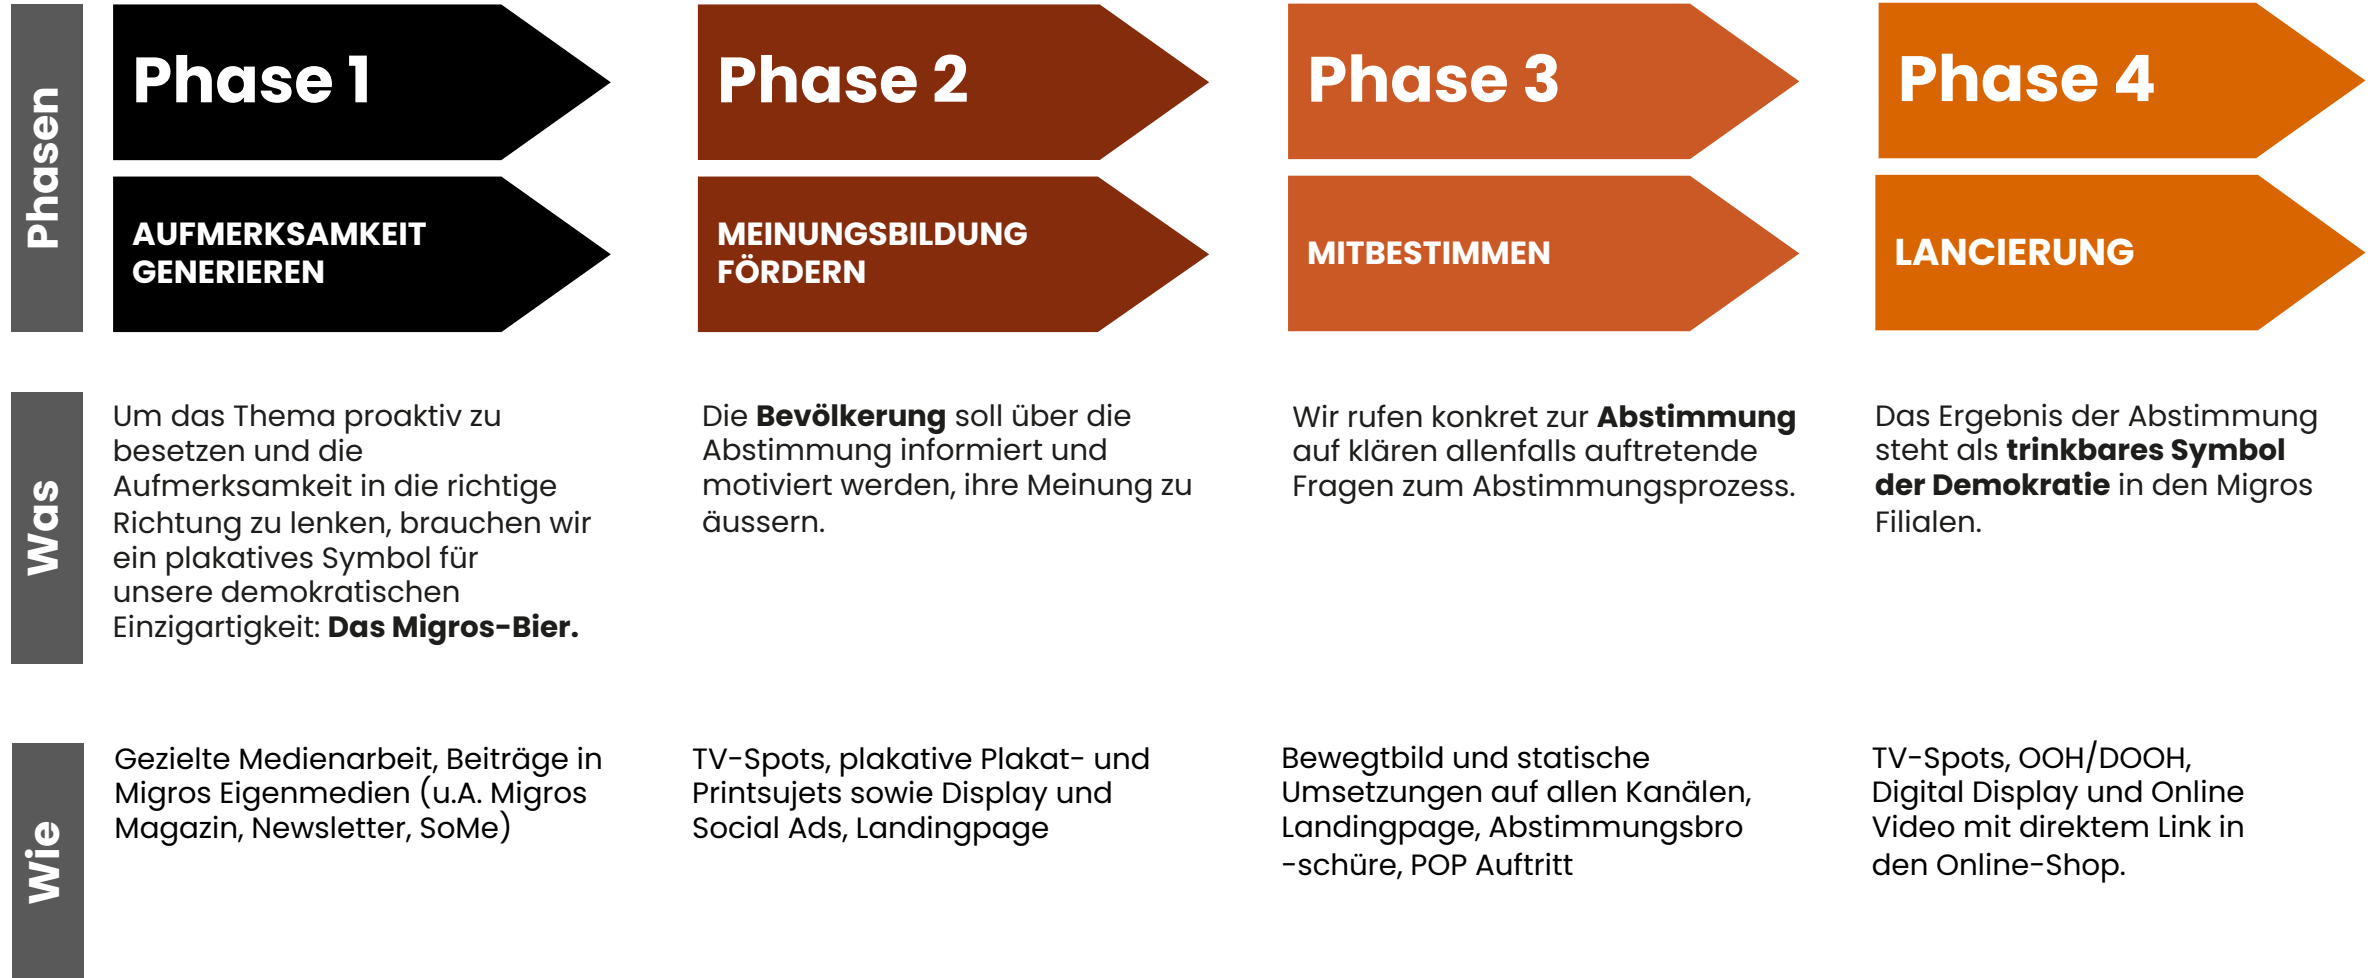 Phasen
Phase 1
Phase 2
Phase 3
Phase 4
AUFMERKSAMKEIT
GENERIEREN
MEINUNGSBILDUNG
FÖRDERN
MITBESTIMMEN
LANCIERUNG
Was
Um das Thema proaktiv zu
besetzen und die
Aufmerksamkeit in die richtige
Richtung zu lenken, brauchen wir
ein plakatives Symbol für
unsere demokratischen
Einzigartigkeit: Das Migros-Bier.
Die Bevölkerung soll über die
Abstimmung informiert und
motiviert werden, ihre Meinung zu
äussern.
Wir rufen konkret zur Abstimmung
auf klären allenfalls auftretende
Fragen zum Abstimmungsprozess.
Das Ergebnis der Abstimmung
steht als trinkbares Symbol
der Demokratie in den Migros
Filialen.
Wie
Gezielte Medienarbeit, Beiträge in
Migros Eigenmedien (u.A. Migros
Magazin, Newsletter, SoMe)
TV-Spots, plakative Plakat- und
Printsujets sowie Display und
Social Ads, Landingpage
Bewegtbild und statische
Umsetzungen auf allen Kanälen,
Landingpage, Abstimmungsbro
-schüre, POP Auftritt
TV-Spots, OOH/DOOH,
Digital Display und Online
Video mit direktem Link in
den Online-Shop.